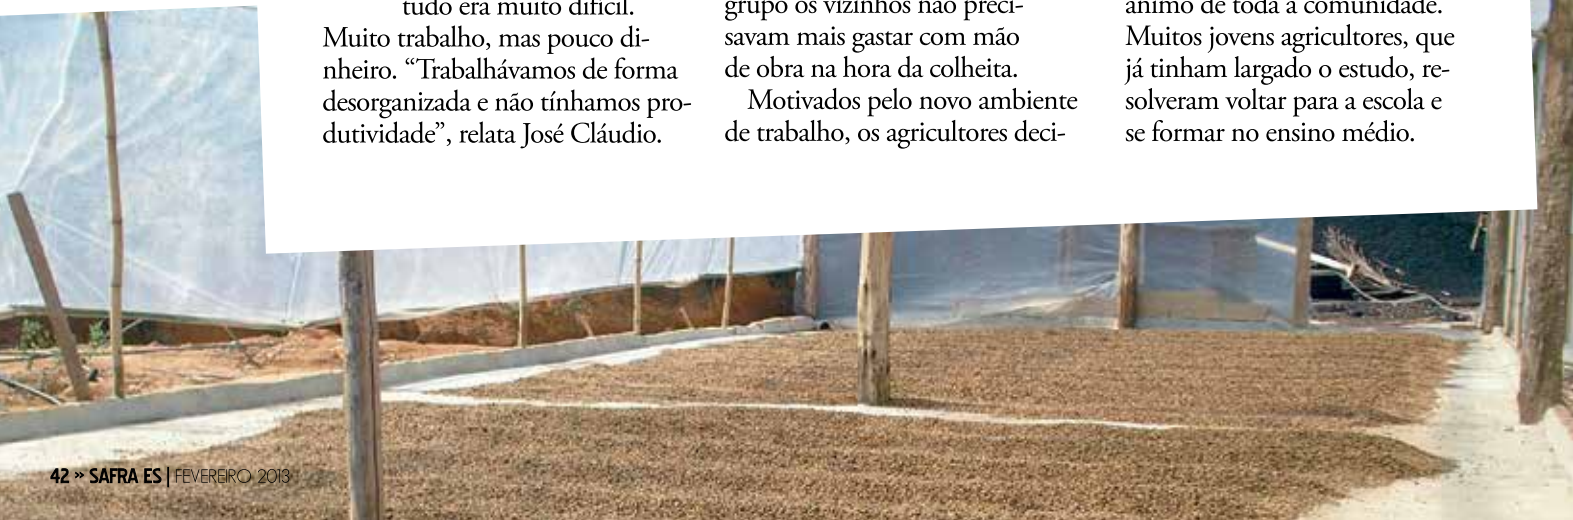 tudo era muito difícil.
Muito trabalho, mas pouco di-
nheiro. “Trabalhávamos de forma
desorganizada e não tínhamos pro-
dutividade”, relata José Cláudio.
grupo os vizinhos não preci-
savam mais gastar com mão
de obra na hora da colheita.
Motivados pelo novo ambiente
de trabalho, os agricultores deci-
ânimo de toda a comunidade.
Muitos jovens agricultores, que
já tinham largado o estudo, re-
solveram voltar para a escola e
se formar no ensino médio.
42 » SAFRA ES | FEVEREIRO 2013